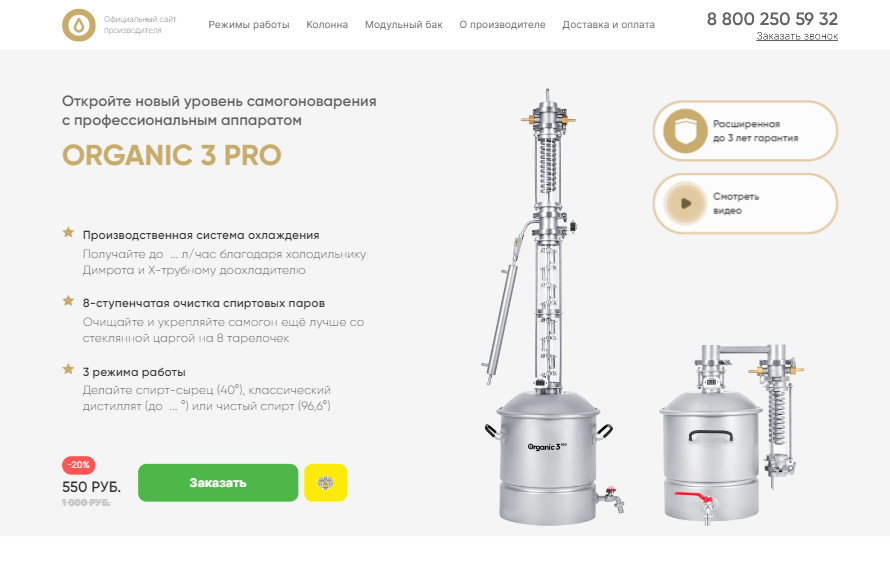 Официальный сайт
производителя
Режимы работы
Колонна
Модульный бак
О производителе
Доставка и оплата
8 800 250 59 32
Заказать звонок
Откройте новый уровень самогоноварения
с профессиональным аппаратом
ORGANIC 3 PRO
Расширенная
до 3 лет гарантия
Смотреть
видео
Производственная система охлаждения
Получайте до ... л/час благодаря холодильнику
Димрота и Х-трубному доохладителю
8-ступенчатая очистка спиртовых паров
Очищайте и укрепляйте самогон ещё лучше со
стеклянной царгой на 8 тарелочек
3 режима работы
Делайте спирт-сырец (40°), классический
дистиллят (до ... °) или чистый спирт (96,6°)
Organic 3 PRO
-20%
550 РУБ.
1 000 РУБ.
Заказать